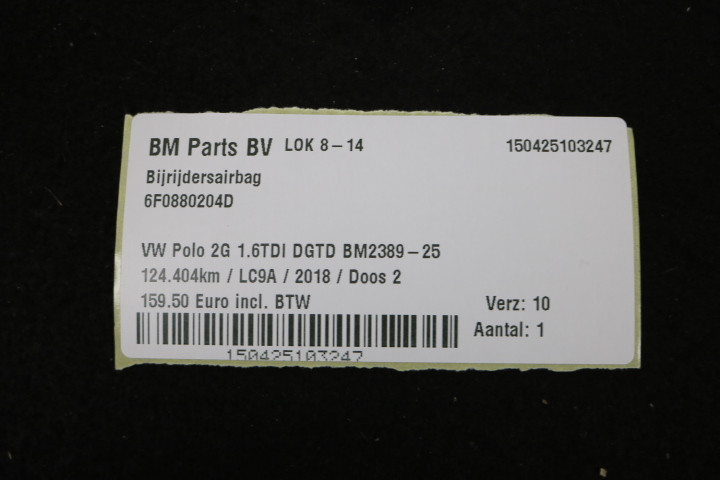 BM Parts BV LOK 8-14 150425103247
Bijrijdersairbag
6F0880204D
VW Polo 2G 1.6TDI DGTD BM2389-25
124.404km / LC9A / 2018 / Doos 2
159.50 Euro incl. BTW Verz: 10
Aantal: 1
150425103247